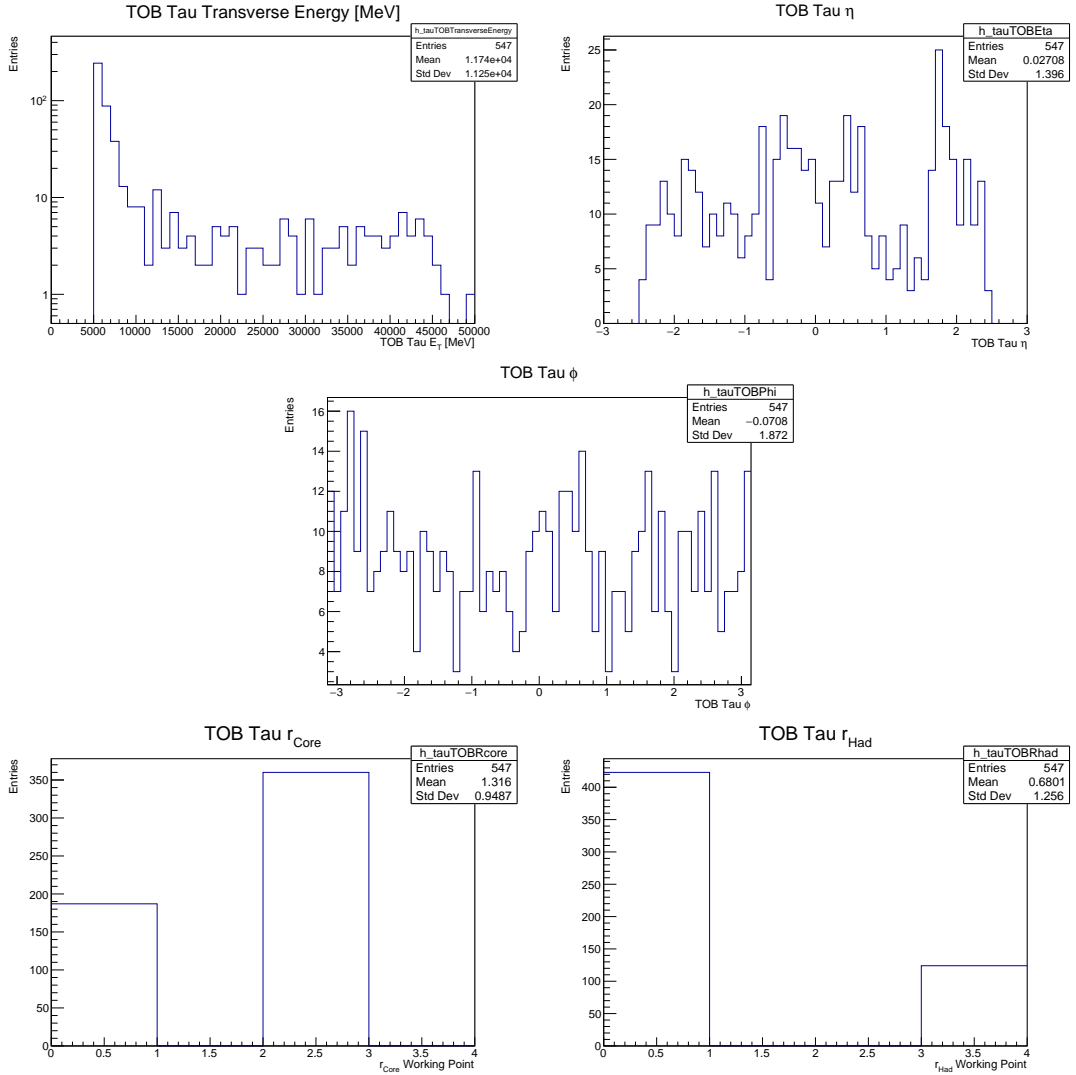 TOB Tau Transverse Energy [MeV]
h_tauTOBTransverseEnergy
Entries 547
Mean 1.174e+04
Std Dev 1.125e+04
Entries
10²
10
1
0 5000 10000 15000 20000 25000 30000 35000 40000 45000 50000
TOB Tau E_T [MeV]
TOB Tau η
h_tauTOBEta
Entries 547
Mean 0.02708
Std Dev 1.396
Entries
25
20
15
10
5
0
−3 −2 −1 0 1 2 3
TOB Tau η
TOB Tau ϕ
h_tauTOBPhi
Entries 547
Mean −0.0708
Std Dev 1.872
Entries
16
14
12
10
8
6
4
−3 −2 −1 0 1 2 3
TOB Tau ϕ
TOB Tau r_Core
h_tauTOBRcore
Entries 547
Mean 1.316
Std Dev 0.9487
Entries
350
300
250
200
150
100
50
0
0 0.5 1 1.5 2 2.5 3 3.5 4
r_Core Working Point
TOB Tau r_Had
h_tauTOBRhad
Entries 547
Mean 0.6801
Std Dev 1.256
Entries
400
350
300
250
200
150
100
50
0
0 0.5 1 1.5 2 2.5 3 3.5 4
r_Had Working Point